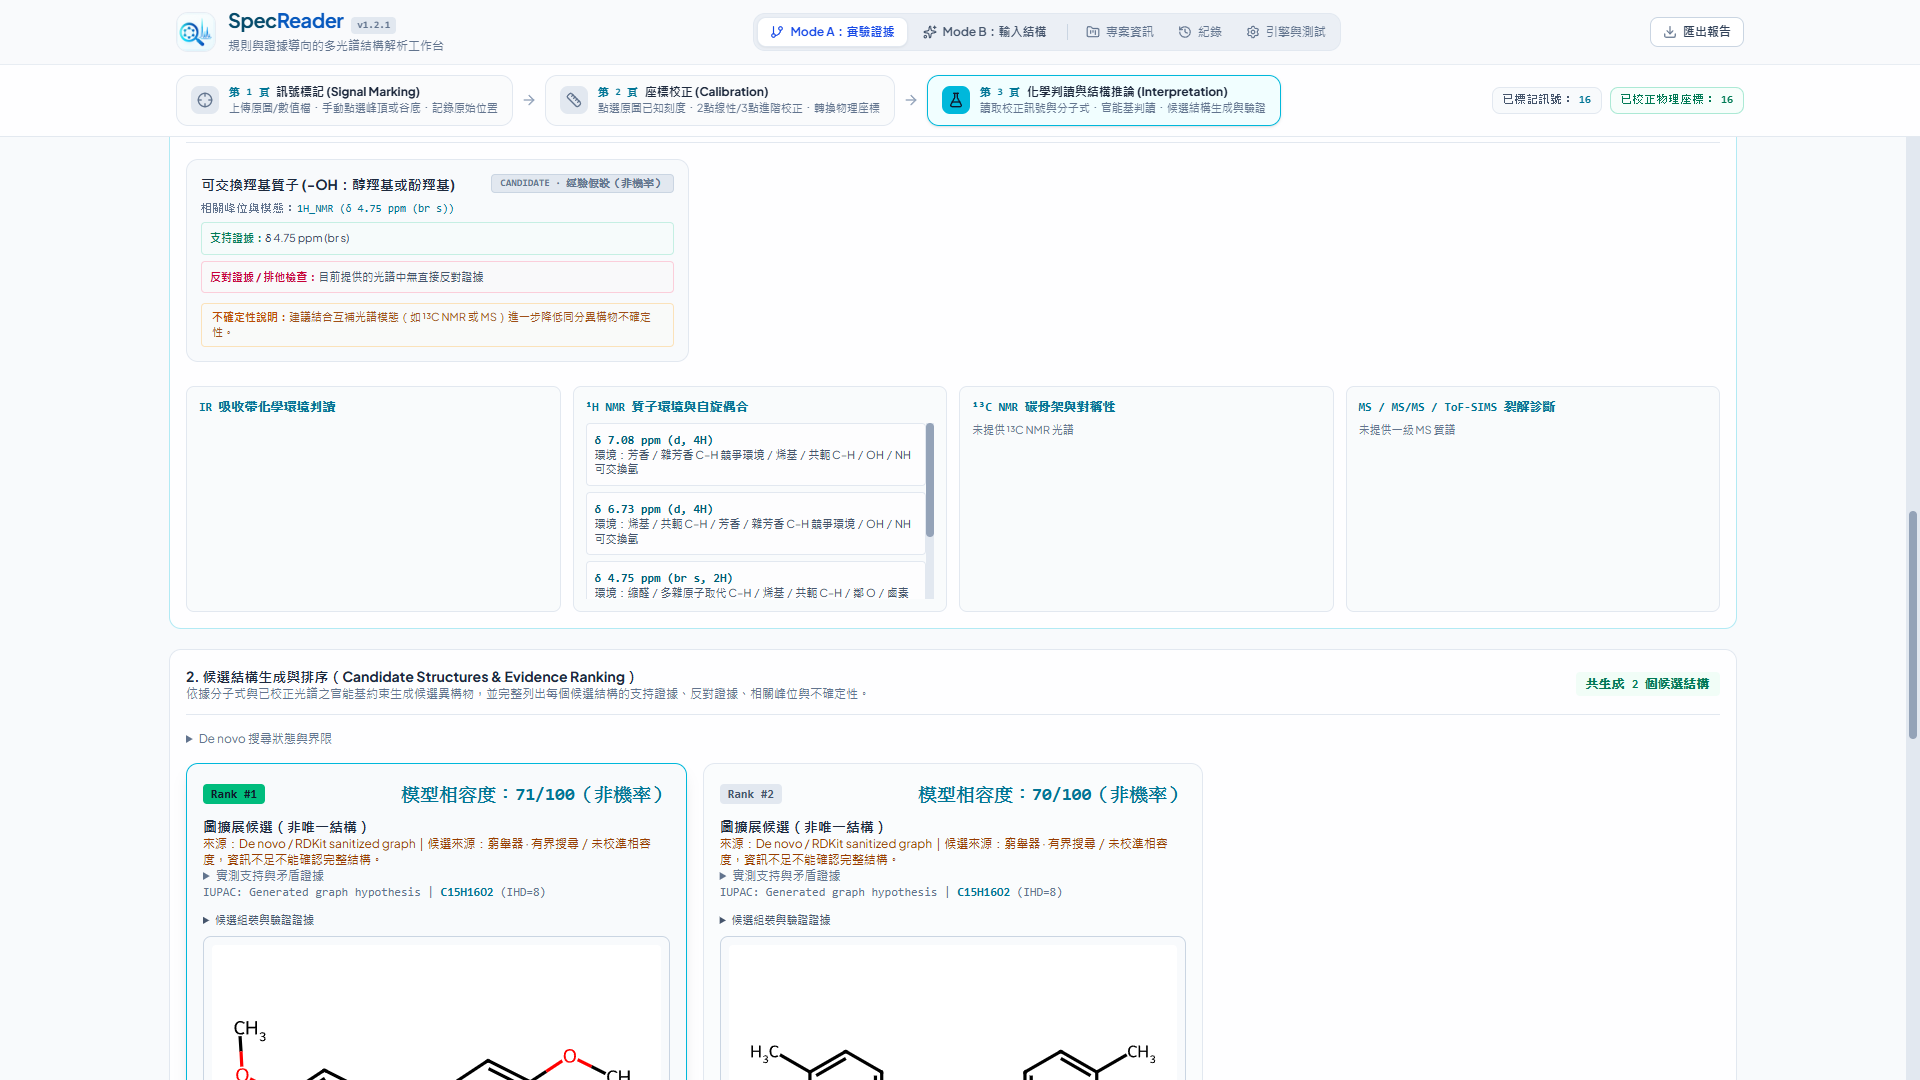 SpecReader v1.2.1
規則與證據導向的多光譜結構解析工作台
Mode A：實驗證據
Mode B：輸入結構
專案資訊
紀錄
引擎與測試
匯出報告
第 1 頁 訊號標記 (Signal Marking)
上傳原圖/數值檔 · 手動點選峰頂或谷底 · 記錄原始位置
第 2 頁 座標校正 (Calibration)
點選原圖已知刻度 · 2點線性/3點進階校正 · 轉換物理座標
第 3 頁 化學判讀與結構推論 (Interpretation)
讀取校正訊號與分子式 · 官能基判讀 · 候選結構生成與驗證
已標記訊號： 16
已校正物理座標： 16
可交換羥基質子 (–OH：醇羥基或酚羥基)
CANDIDATE · 經驗假設（非機率）
相關峰位與模態：1H_NMR (δ 4.75 ppm (br s))
支持證據：δ 4.75 ppm (br s)
反對證據 / 排他檢查：目前提供的光譜中無直接反對證據
不確定性說明：建議結合互補光譜模態（如 ¹³C NMR 或 MS）進一步降低同分異構物不確定
性。
IR 吸收帶化學環境判讀
¹H NMR 質子環境與自旋偶合
δ 7.08 ppm (d, 4H)
環境：芳香 / 雜芳香 C–H 競爭環境 / 烯基 / 共軛 C–H / OH / NH
可交換氫
δ 6.73 ppm (d, 4H)
環境：烯基 / 共軛 C–H / 芳香 / 雜芳香 C–H 競爭環境 / OH / NH
可交換氫
δ 4.75 ppm (br s, 2H)
環境：縮醛 / 多雜原子取代 C–H / 烯基 / 共軛 C–H / 鄰 O / 鹵素
¹³C NMR 碳骨架與對稱性
未提供 ¹³C NMR 光譜
MS / MS/MS / ToF-SIMS 裂解診斷
未提供一級 MS 質譜
2. 候選結構生成與排序（Candidate Structures & Evidence Ranking）
依據分子式與已校正光譜之官能基約束生成候選異構物，並完整列出每個候選結構的支持證據、反對證據、相關峰位與不確定性。
共生成 2 個候選結構
De novo 搜尋狀態與界限
Rank #1
模型相容度：71/100（非機率）
圖擴展候選（非唯一結構）
來源：De novo / RDKit sanitized graph｜候選來源：窮舉器 · 有界搜尋 / 未校準相容
度，資訊不足不能確認完整結構。
實測支持與矛盾證據
IUPAC: Generated graph hypothesis | C15H16O2 (IHD=8)
候選組裝與驗證證據
CH3
O
O
CH
Rank #2
模型相容度：70/100（非機率）
圖擴展候選（非唯一結構）
來源：De novo / RDKit sanitized graph｜候選來源：窮舉器 · 有界搜尋 / 未校準相容
度，資訊不足不能確認完整結構。
實測支持與矛盾證據
IUPAC: Generated graph hypothesis | C15H16O2 (IHD=8)
候選組裝與驗證證據
H3C
CH3